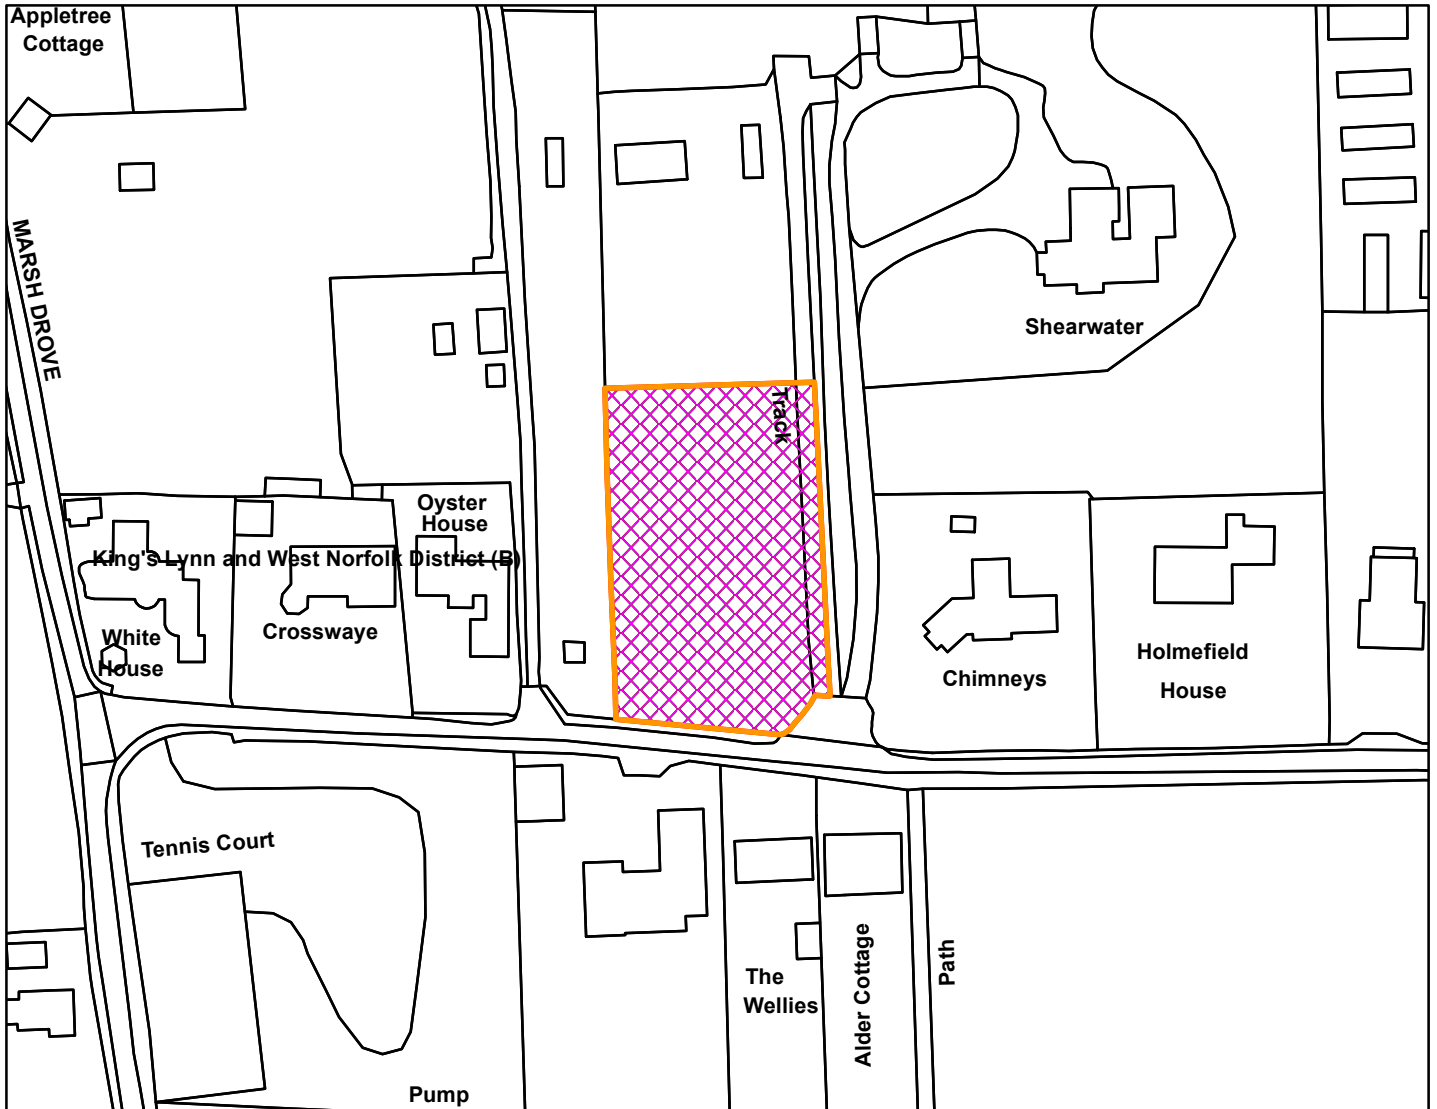 Appletree
Cottage
MARSH DROVE
Shearwater
Track
Oyster
House
King's Lynn and West Norfolk District (B)
White
House
Crosswaye
Chimneys
Holmefield
House
Tennis Court
The
Wellies
Alder Cottage
Path
Pump